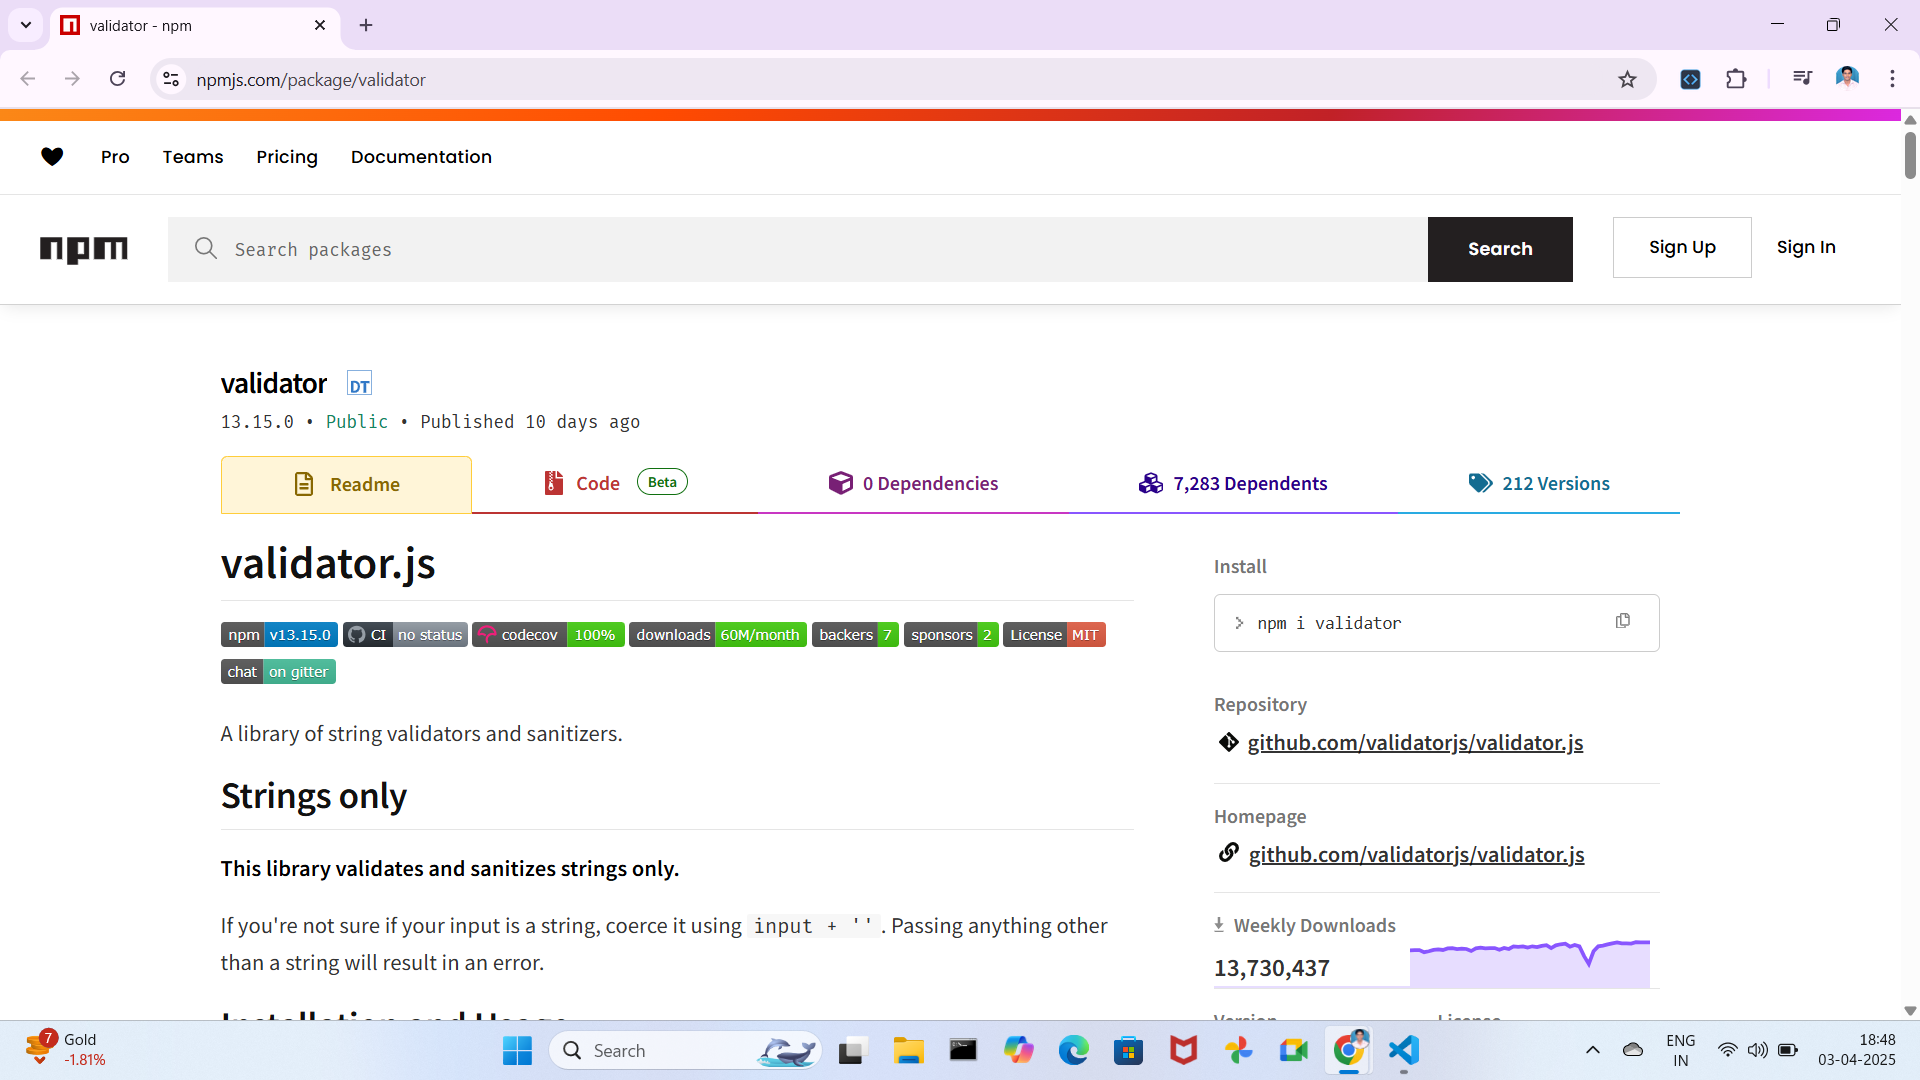 validator - npm
npmjs.com/package/validator
Pro Teams Pricing Documentation
npm
Search packages
Search
Sign Up
Sign In
validator DT
13.15.0 • Public • Published 10 days ago
Readme
Code Beta
0 Dependencies
7,283 Dependents
212 Versions
validator.js
npm v13.15.0 CI no status codecov 100% downloads 60M/month backers 7 sponsors 2 License MIT
chat on gitter
A library of string validators and sanitizers.
Strings only
This library validates and sanitizes strings only.
If you're not sure if your input is a string, coerce it using input + ''. Passing anything other
than a string will result in an error.
Installation and Usage
Install
> npm i validator
Repository
github.com/validatorjs/validator.js
Homepage
github.com/validatorjs/validator.js
Weekly Downloads
13,730,437
Version License
7 Gold
-1.81%
Search
ENG
IN
18:48
03-04-2025